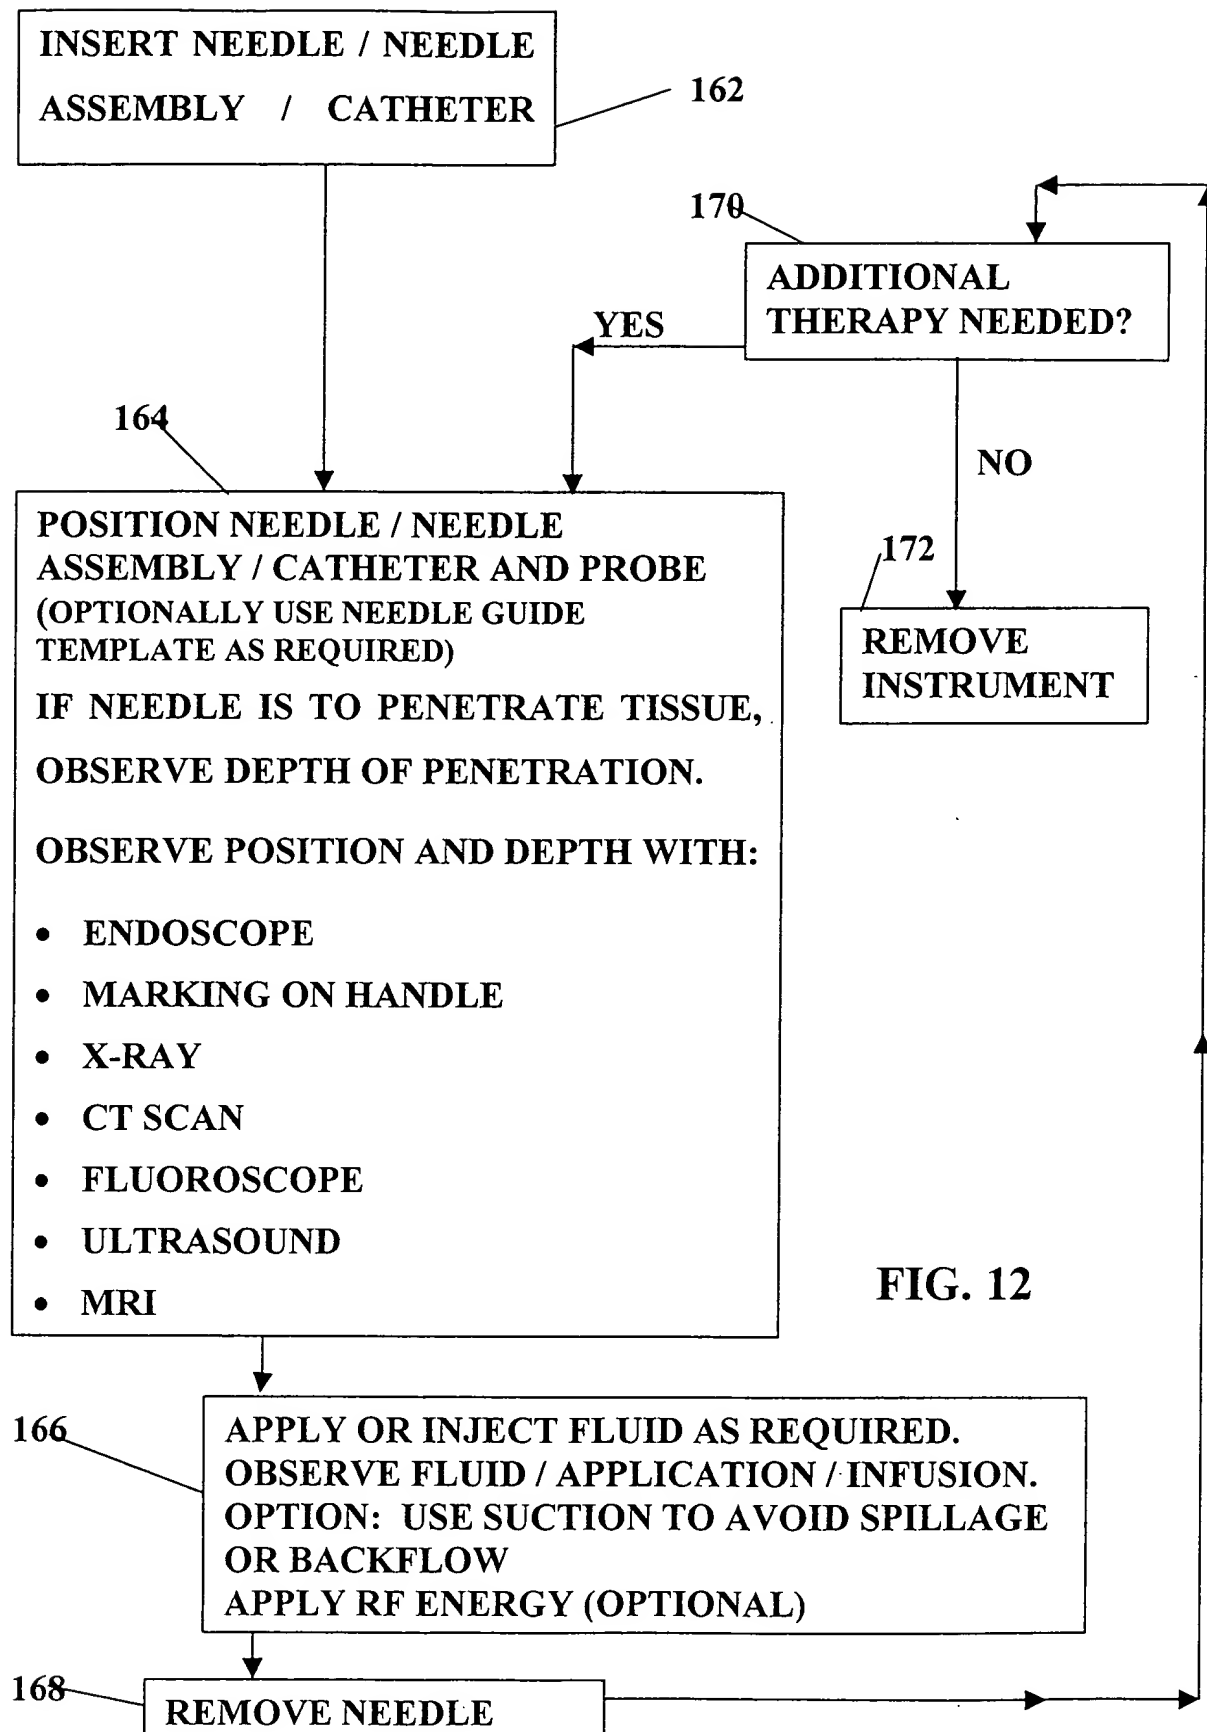 INSERT NEEDLE / NEEDLE
ASSEMBLY / CATHETER
162
170
ADDITIONAL
THERAPY NEEDED?
YES
NO
164
POSITION NEEDLE / NEEDLE
ASSEMBLY / CATHETER AND PROBE
(OPTIONALLY USE NEEDLE GUIDE
TEMPLATE AS REQUIRED)
IF NEEDLE IS TO PENETRATE TISSUE,
OBSERVE DEPTH OF PENETRATION.
OBSERVE POSITION AND DEPTH WITH:
• ENDOSCOPE
• MARKING ON HANDLE
• X-RAY
• CT SCAN
• FLUOROSCOPE
• ULTRASOUND
• MRI
172
REMOVE
INSTRUMENT
FIG. 12
166
APPLY OR INJECT FLUID AS REQUIRED.
OBSERVE FLUID / APPLICATION / INFUSION.
OPTION: USE SUCTION TO AVOID SPILLAGE
OR BACKFLOW
APPLY RF ENERGY (OPTIONAL)
168
REMOVE NEEDLE